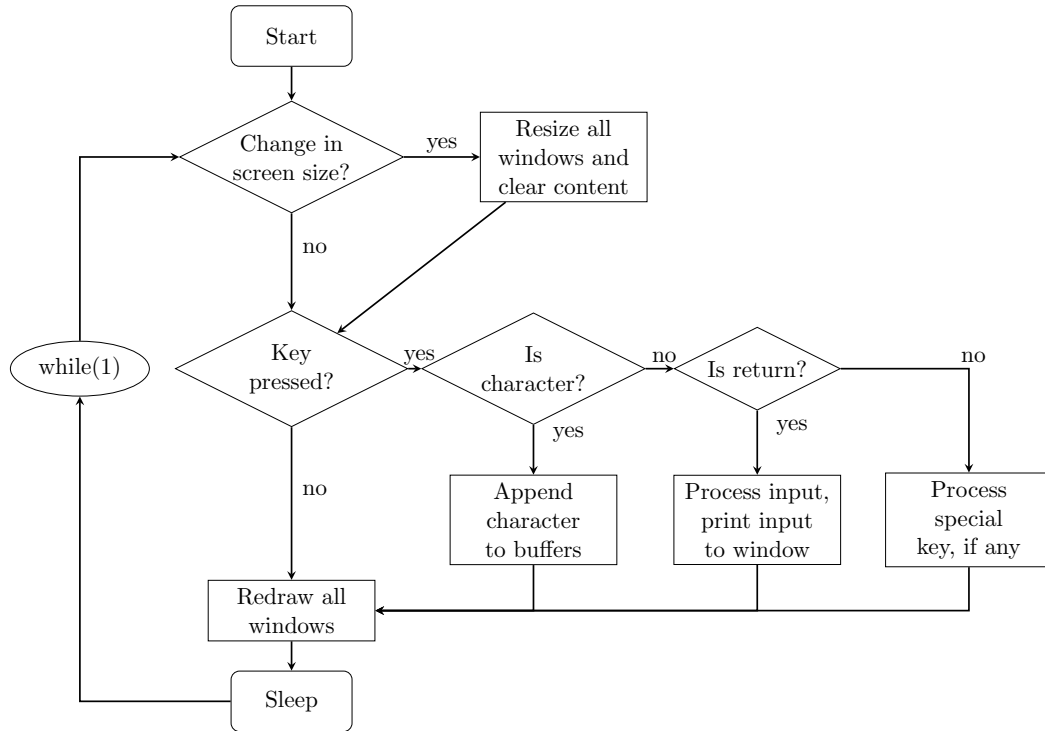 Start
Change in
screen size?
yes
Resize all
windows and
clear content
no
while(1)
Key
pressed?
yes
Is
character?
no
Is return?
no
yes
yes
no
Append
character
to buffers
Process input,
print input
to window
Process
special
key, if any
Redraw all
windows
Sleep